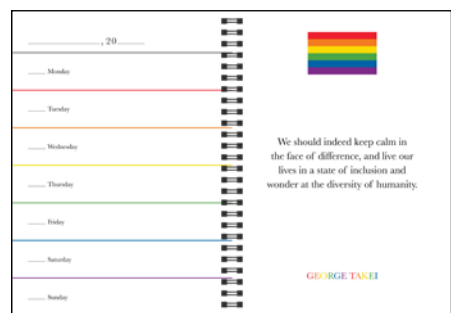 , 20
Monday
Tuesday
Wednesday
Thursday
Friday
Saturday
Sunday
We should indeed keep calm in
the face of difference, and live our
lives in a state of inclusion and
wonder at the diversity of humanity.
GEORGE TAKEI